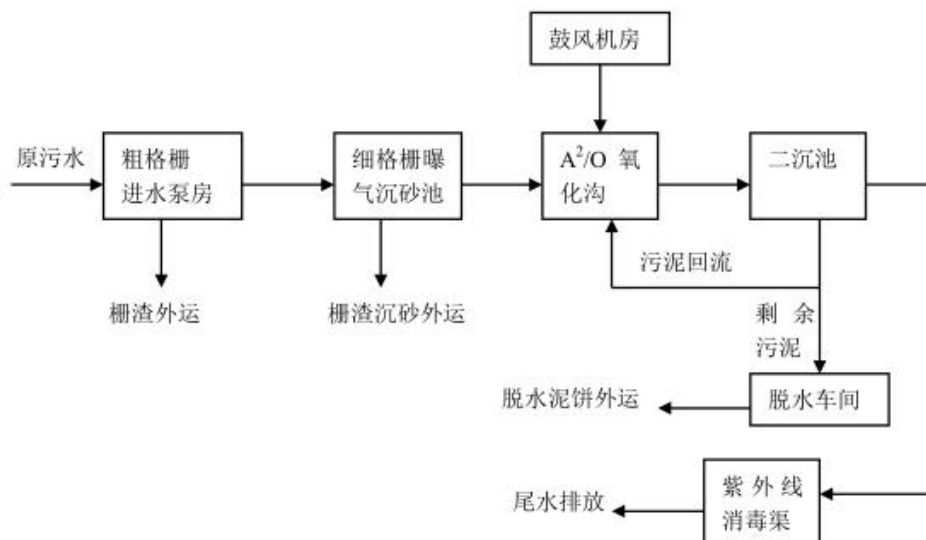 鼓风机房
原污水
粗格栅
进水泵房
细格栅曝
气沉砂池
A²/O 氧
化沟
二沉池
污泥回流
栅渣外运
栅渣沉砂外运
剩 余
污泥
脱水泥饼外运
脱水车间
紫 外 线
消毒渠
尾水排放